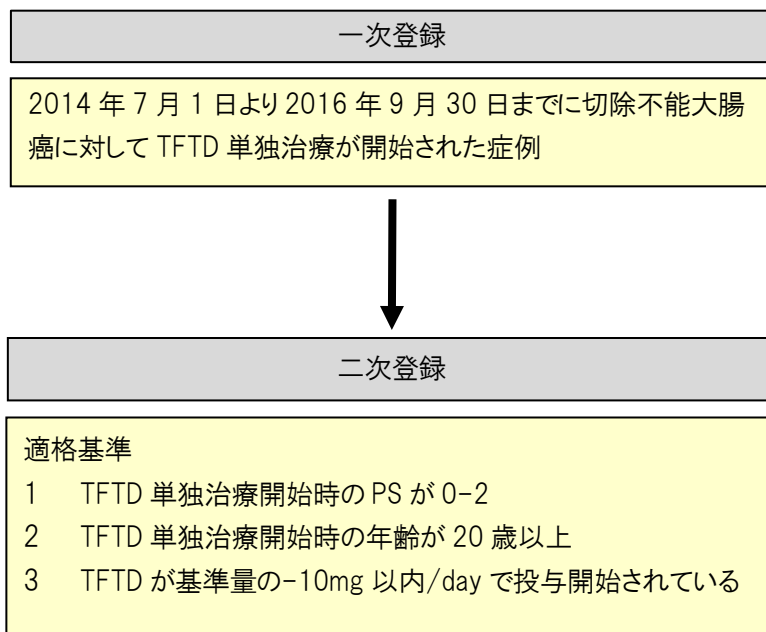 一次登録
2014 年 7 月 1 日より 2016 年 9 月 30 日までに切除不能大腸
癌に対して TFTD 単独治療が開始された症例
二次登録
適格基準
1 TFTD 単独治療開始時の PS が 0-2
2 TFTD 単独治療開始時の年齢が 20 歳以上
3 TFTD が基準量の-10mg 以内/day で投与開始されている